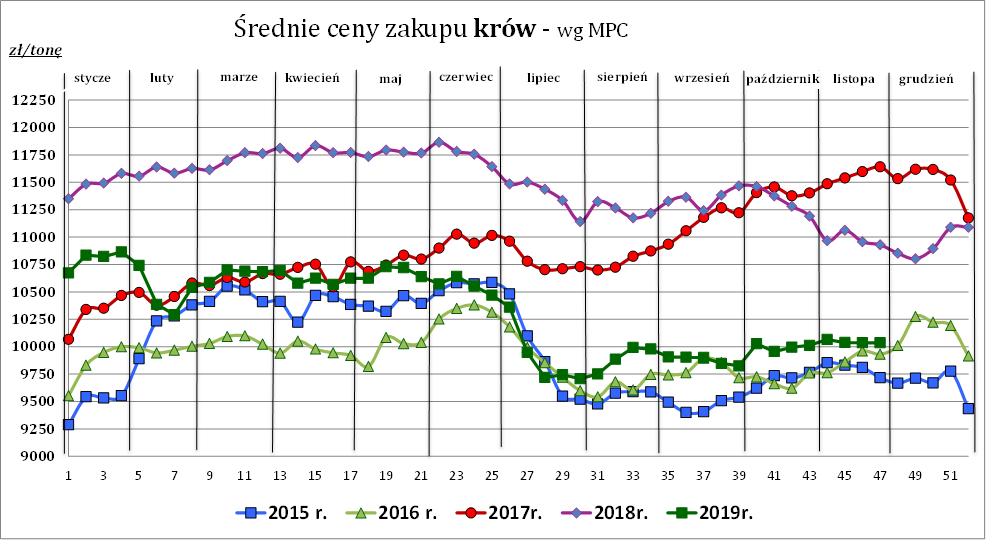 Średnie ceny zakupu krów - wg MPC
zł/tonę
stycze luty marze kwiecień maj czerwiec lipiec sierpień wrzesień październik listopa grudzień
12250
12000
11750
11500
11250
11000
10750
10500
10250
10000
9750
9500
9250
9000
1 3 5 7 9 11 13 15 17 19 21 23 25 27 29 31 33 35 37 39 41 43 45 47 49 51
2015 r. 2016 r. 2017r. 2018r. 2019r.